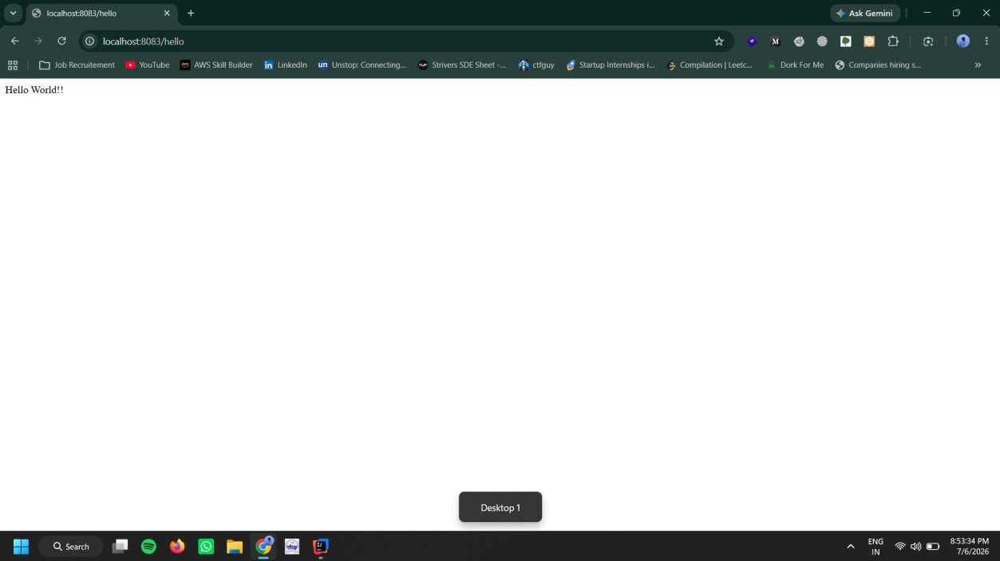 localhost:8083/hello
Ask Gemini
localhost:8083/hello
Job Recruitement
YouTube
AWS Skill Builder
LinkedIn
Unstop: Connecting...
Strivers SDE Sheet -...
ctfguy
Startup Internships i...
Compilation | Leetc...
Dork For Me
Companies hiring s...
Hello World!!
Desktop 1
Search
ENG
IN
8:53:34 PM
7/6/2026